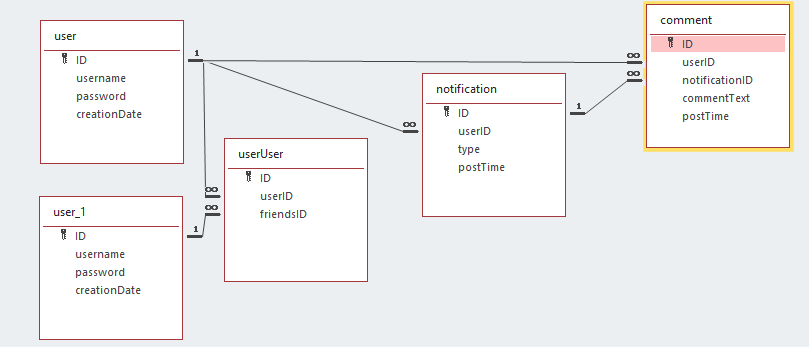 user
ID
username
password
creationDate
1
∞
∞
comment
ID
userID
notificationID
commentText
postTime
notification
ID
userID
type
postTime
1
∞
userUser
ID
userID
friendsID
∞
∞
user_1
ID
username
password
creationDate
1